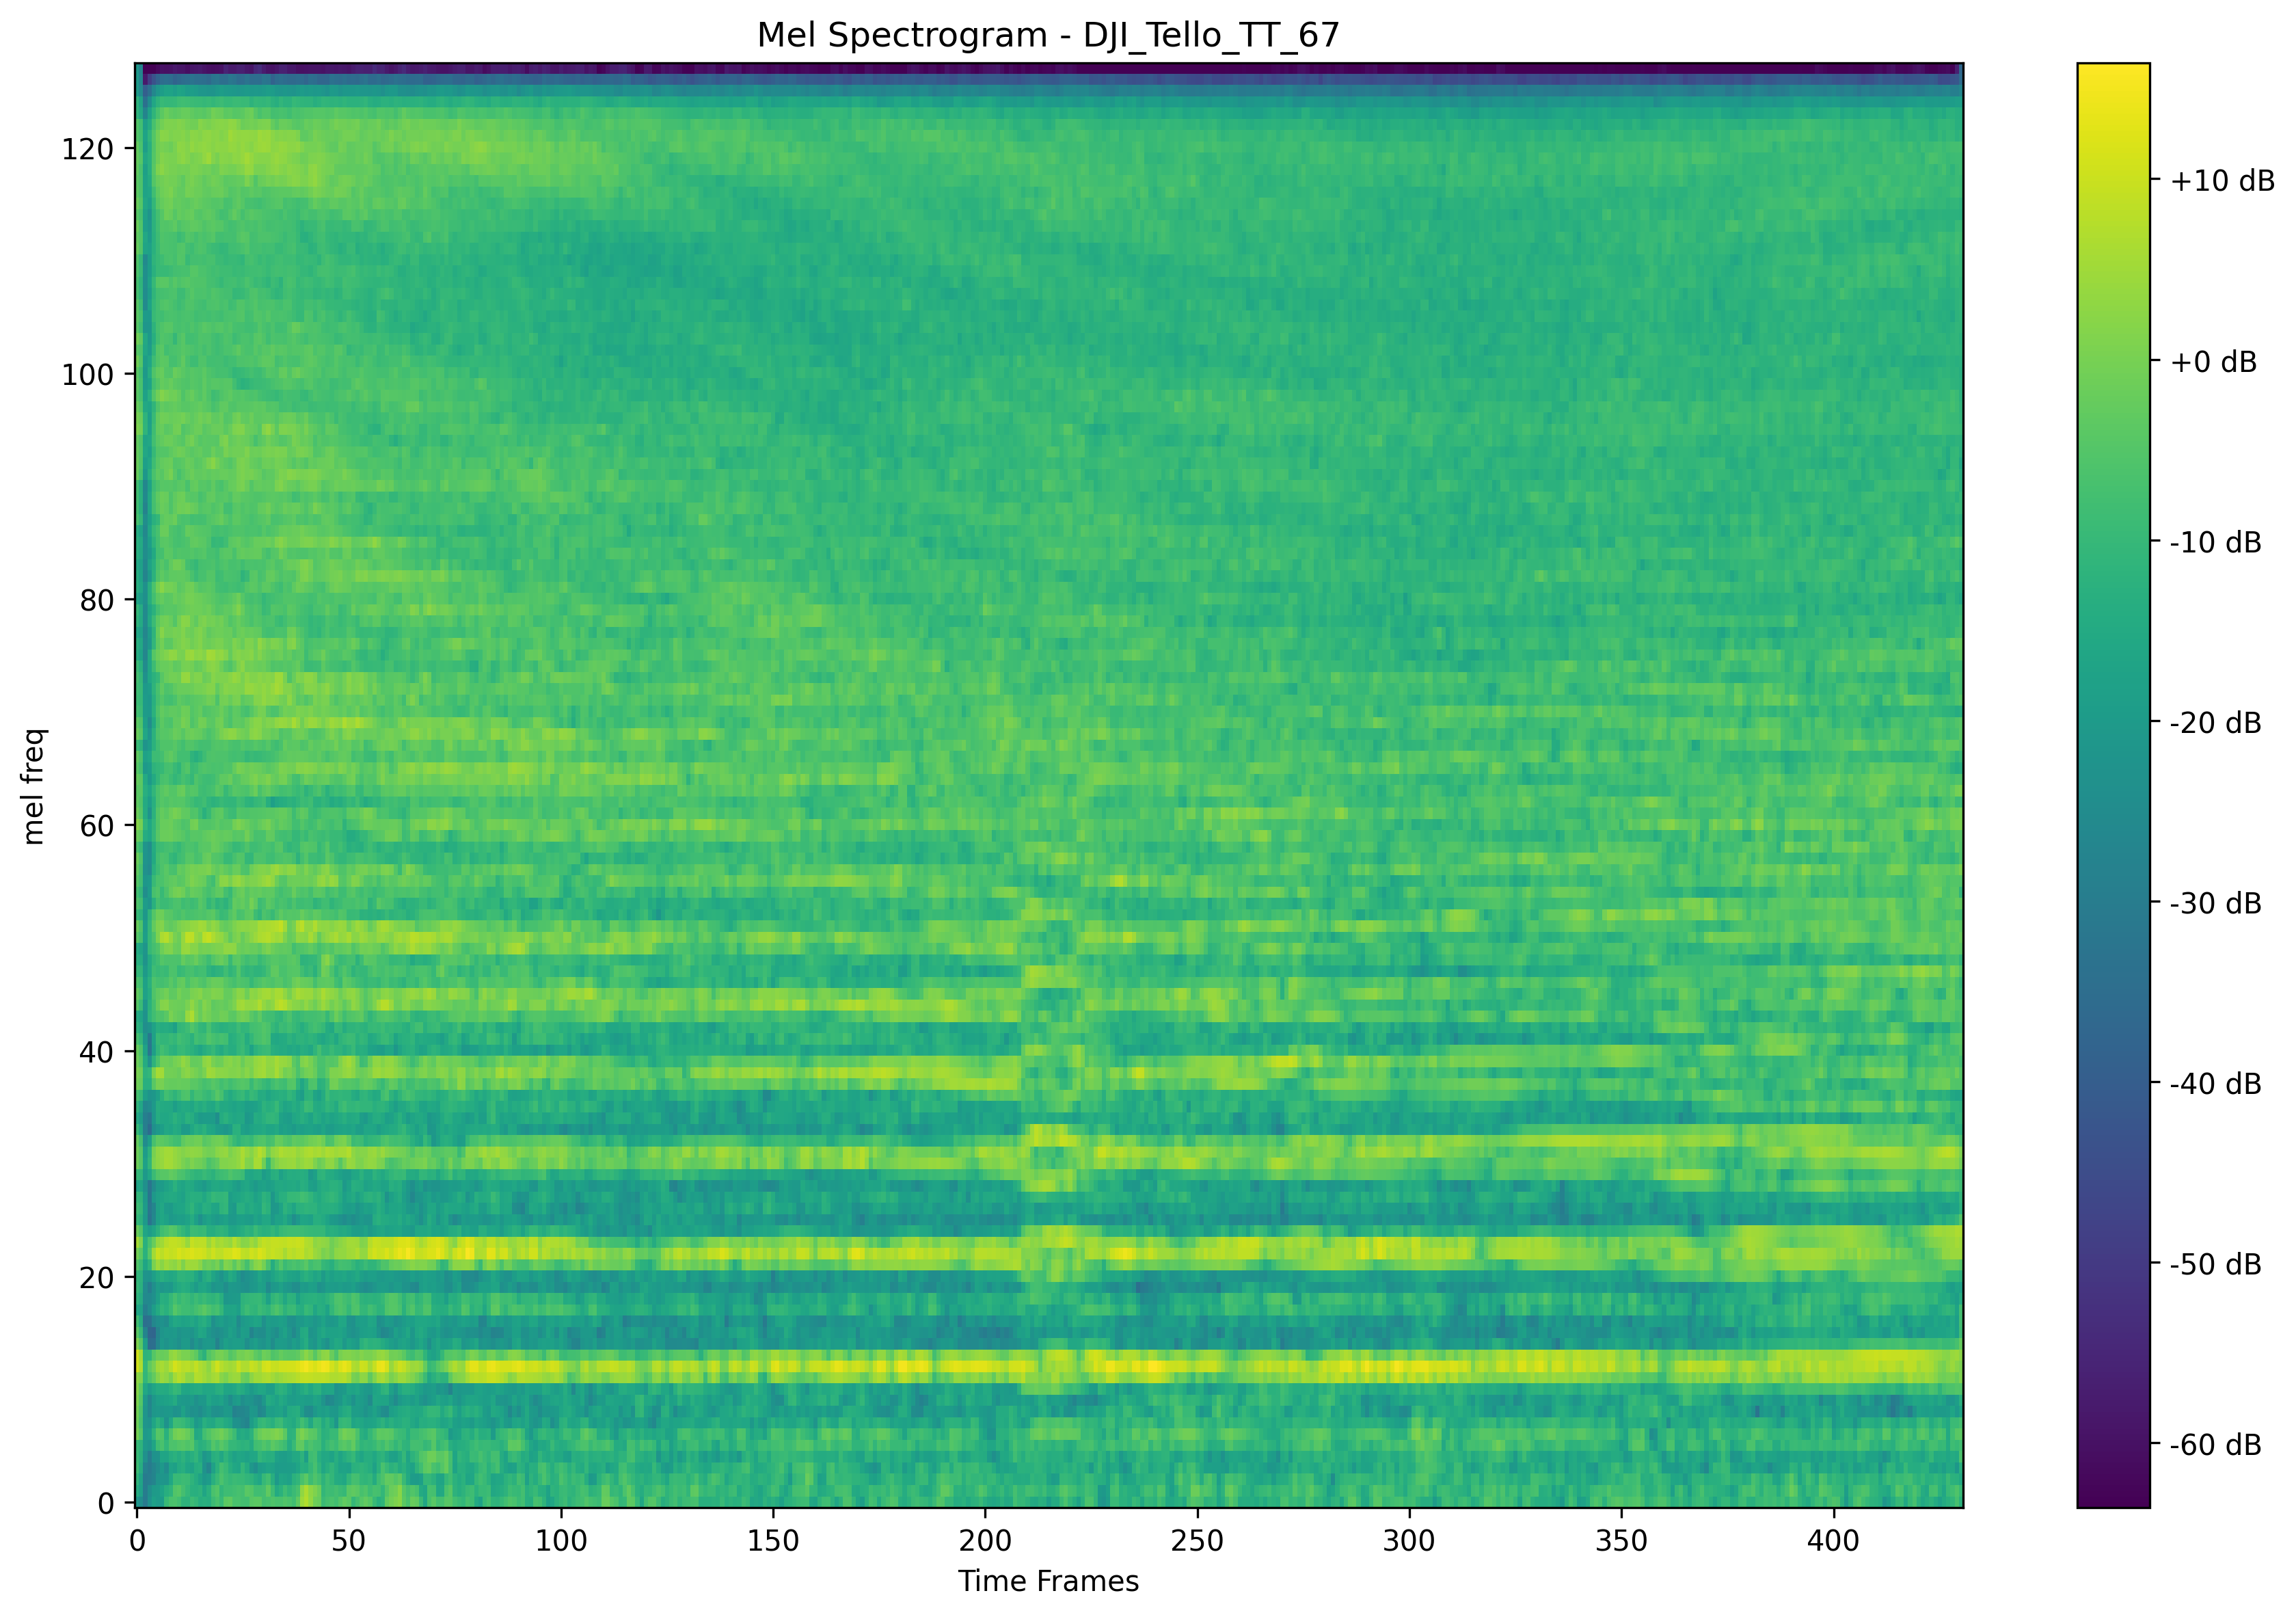 Mel Spectrogram - DJI_Tello_TT_67
120
100
80
60
40
20
0
mel freq
0 50 100 150 200 250 300 350 400
Time Frames
+10 dB
+0 dB
-10 dB
-20 dB
-30 dB
-40 dB
-50 dB
-60 dB